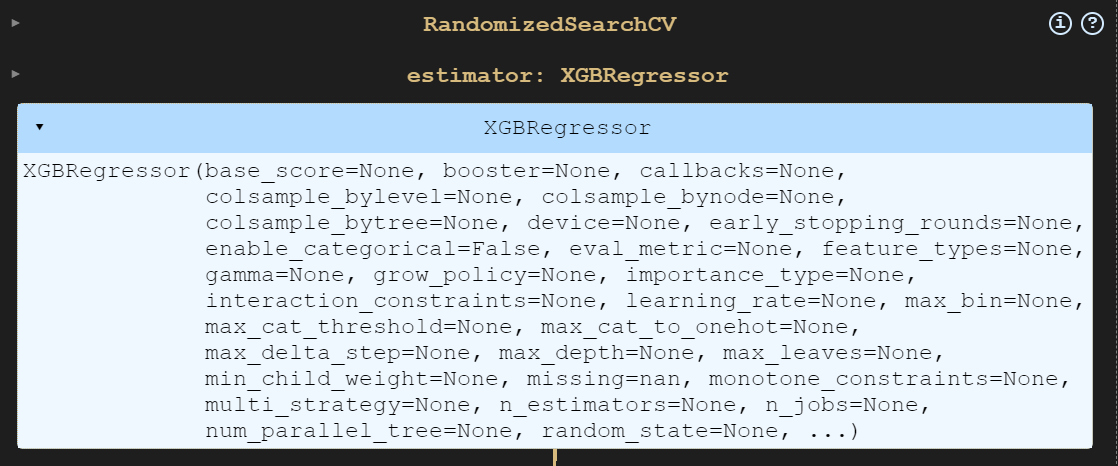 RandomizedSearchCV i ?
estimator: XGBRegressor
XGBRegressor
XGBRegressor(base_score=None, booster=None, callbacks=None,
colsample_bylevel=None, colsample_bynode=None,
colsample_bytree=None, device=None, early_stopping_rounds=None,
enable_categorical=False, eval_metric=None, feature_types=None,
gamma=None, grow_policy=None, importance_type=None,
interaction_constraints=None, learning_rate=None, max_bin=None,
max_cat_threshold=None, max_cat_to_onehot=None,
max_delta_step=None, max_depth=None, max_leaves=None,
min_child_weight=None, missing=nan, monotone_constraints=None,
multi_strategy=None, n_estimators=None, n_jobs=None,
num_parallel_tree=None, random_state=None, ...)